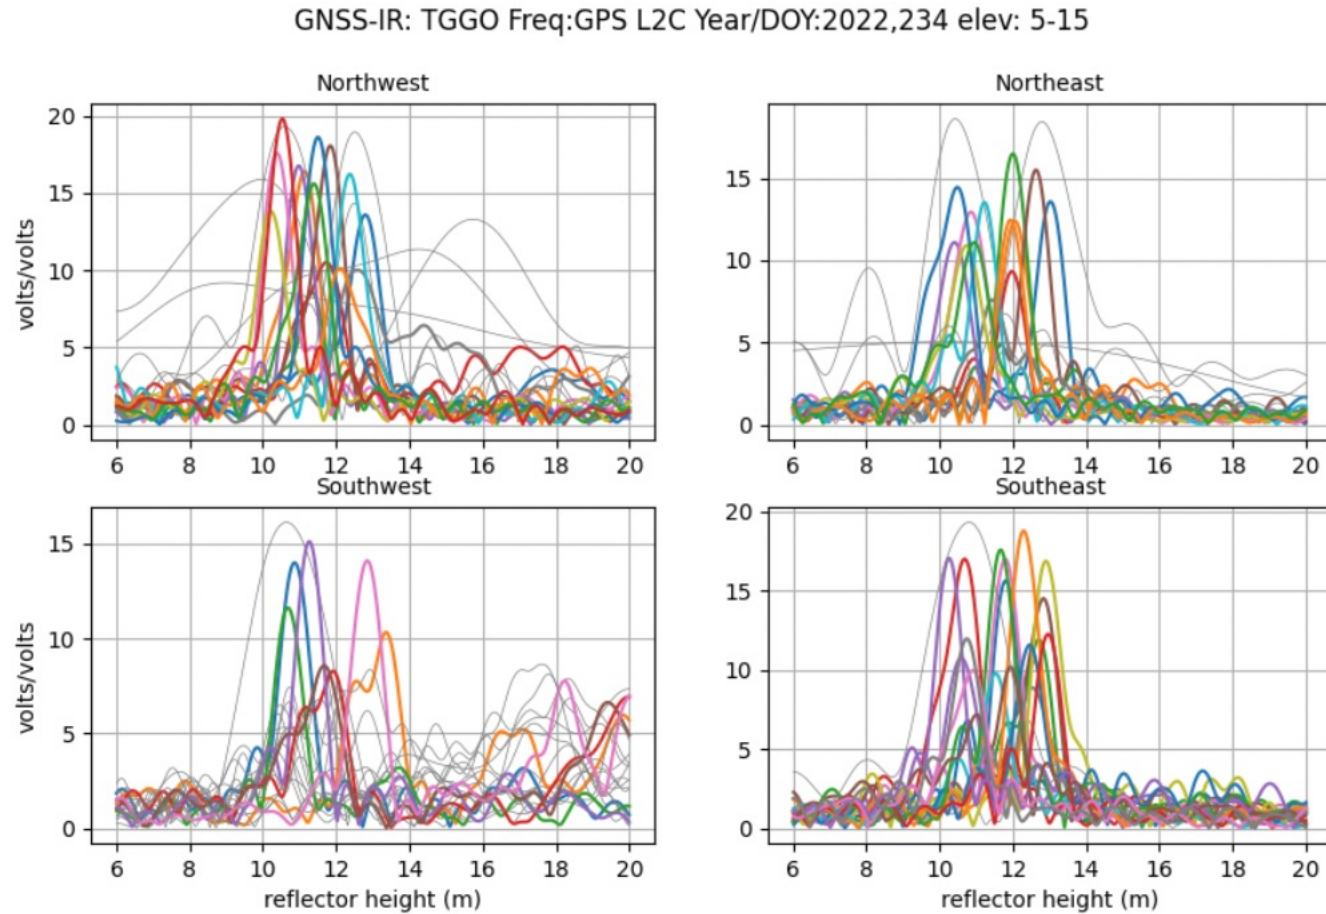 GNSS-IR: TGGO Freq:GPS L2C Year/DOY:2022,234 elev: 5-15
Northwest
Northeast
volts/volts
20
15
10
5
0
15
10
5
0
6 8 10 12 14 16 18 20
6 8 10 12 14 16 18 20
Southwest
Southeast
volts/volts
15
10
5
0
20
15
10
5
0
6 8 10 12 14 16 18 20
6 8 10 12 14 16 18 20
reflector height (m)
reflector height (m)